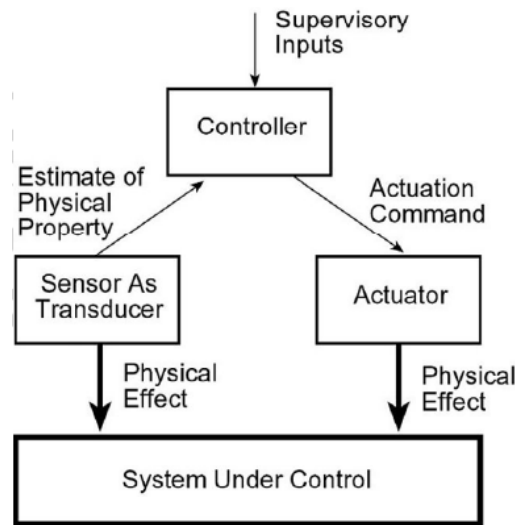 Supervisory
Inputs
Controller
Estimate of
Physical
Property
Actuation
Command
Sensor As
Transducer
Actuator
Physical
Effect
Physical
Effect
System Under Control